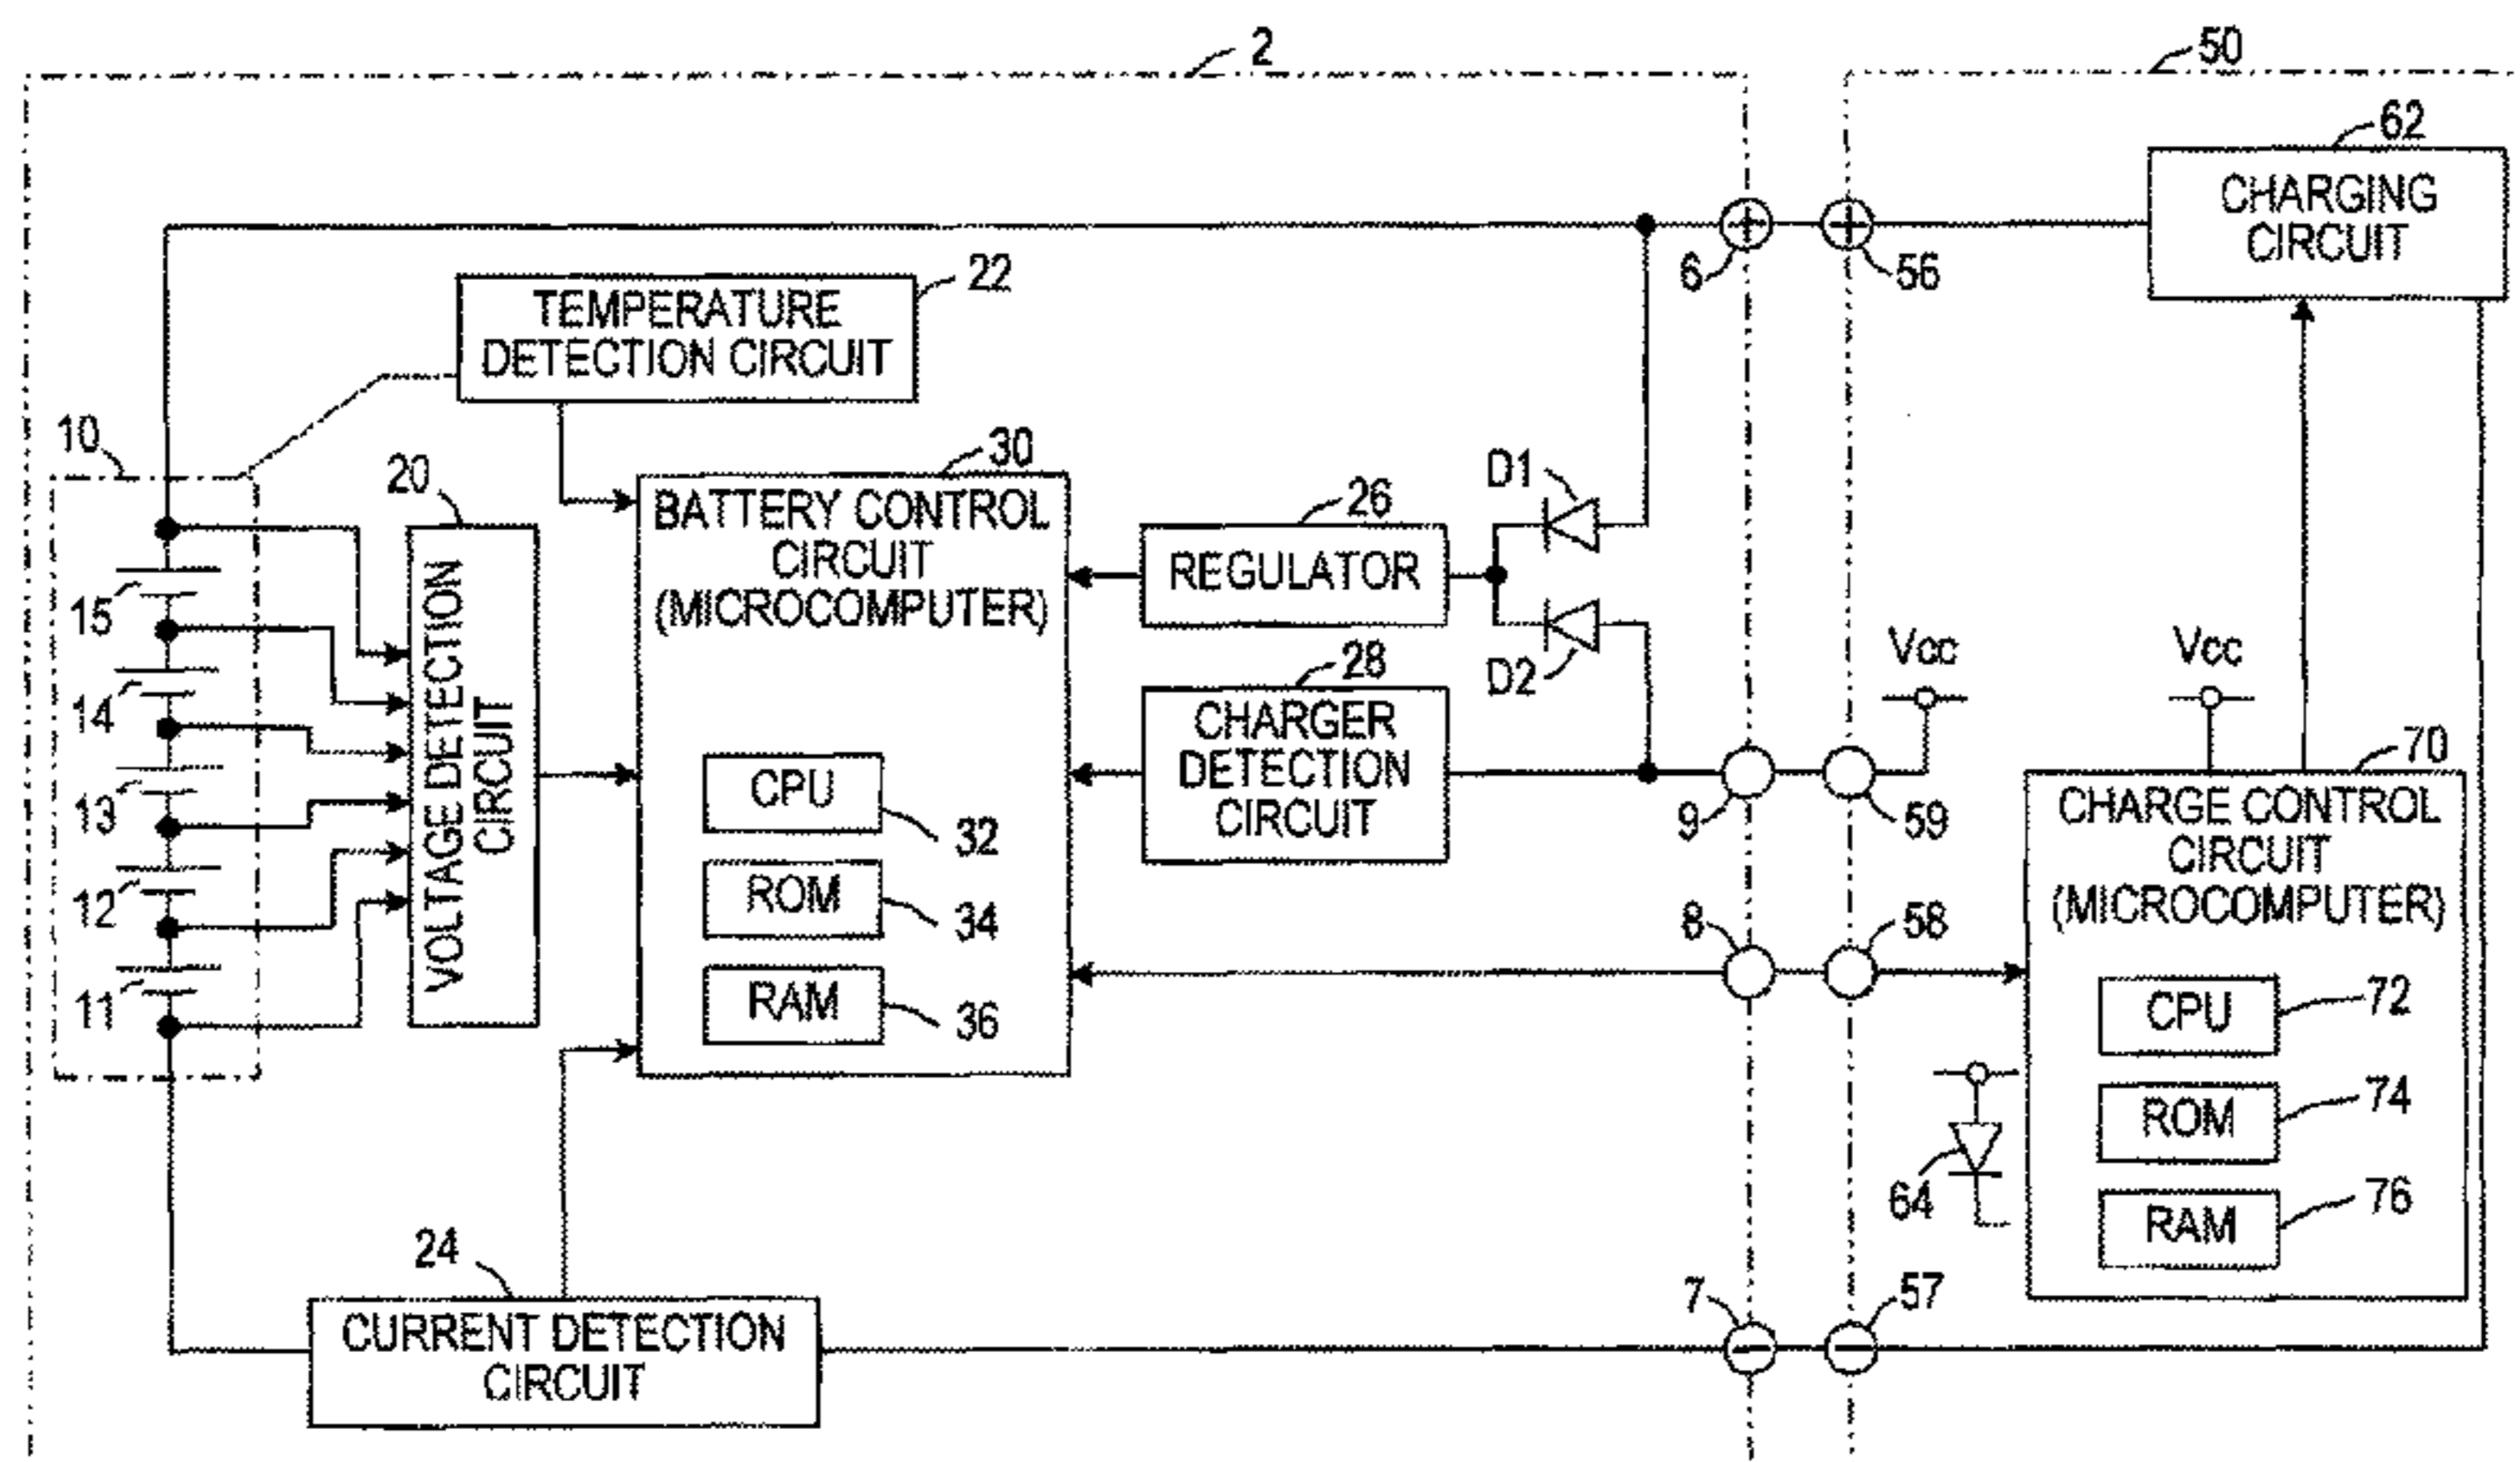 2
50
62
CHARGING
CIRCUIT
6
56
22
TEMPERATURE
DETECTION CIRCUIT
10
20
30
BATTERY CONTROL
CIRCUIT
(MICROCOMPUTER)
26
REGULATOR
D1
D2
28
CHARGER
DETECTION
CIRCUIT
15
14
13
12
11
VOLTAGE DETECTION
CIRCUIT
CPU
32
ROM
34
RAM
36
9
59
8
58
Vcc
Vcc
70
CHARGE CONTROL
CIRCUIT
(MICROCOMPUTER)
CPU
72
ROM
74
RAM
76
64
24
CURRENT DETECTION
CIRCUIT
7
57